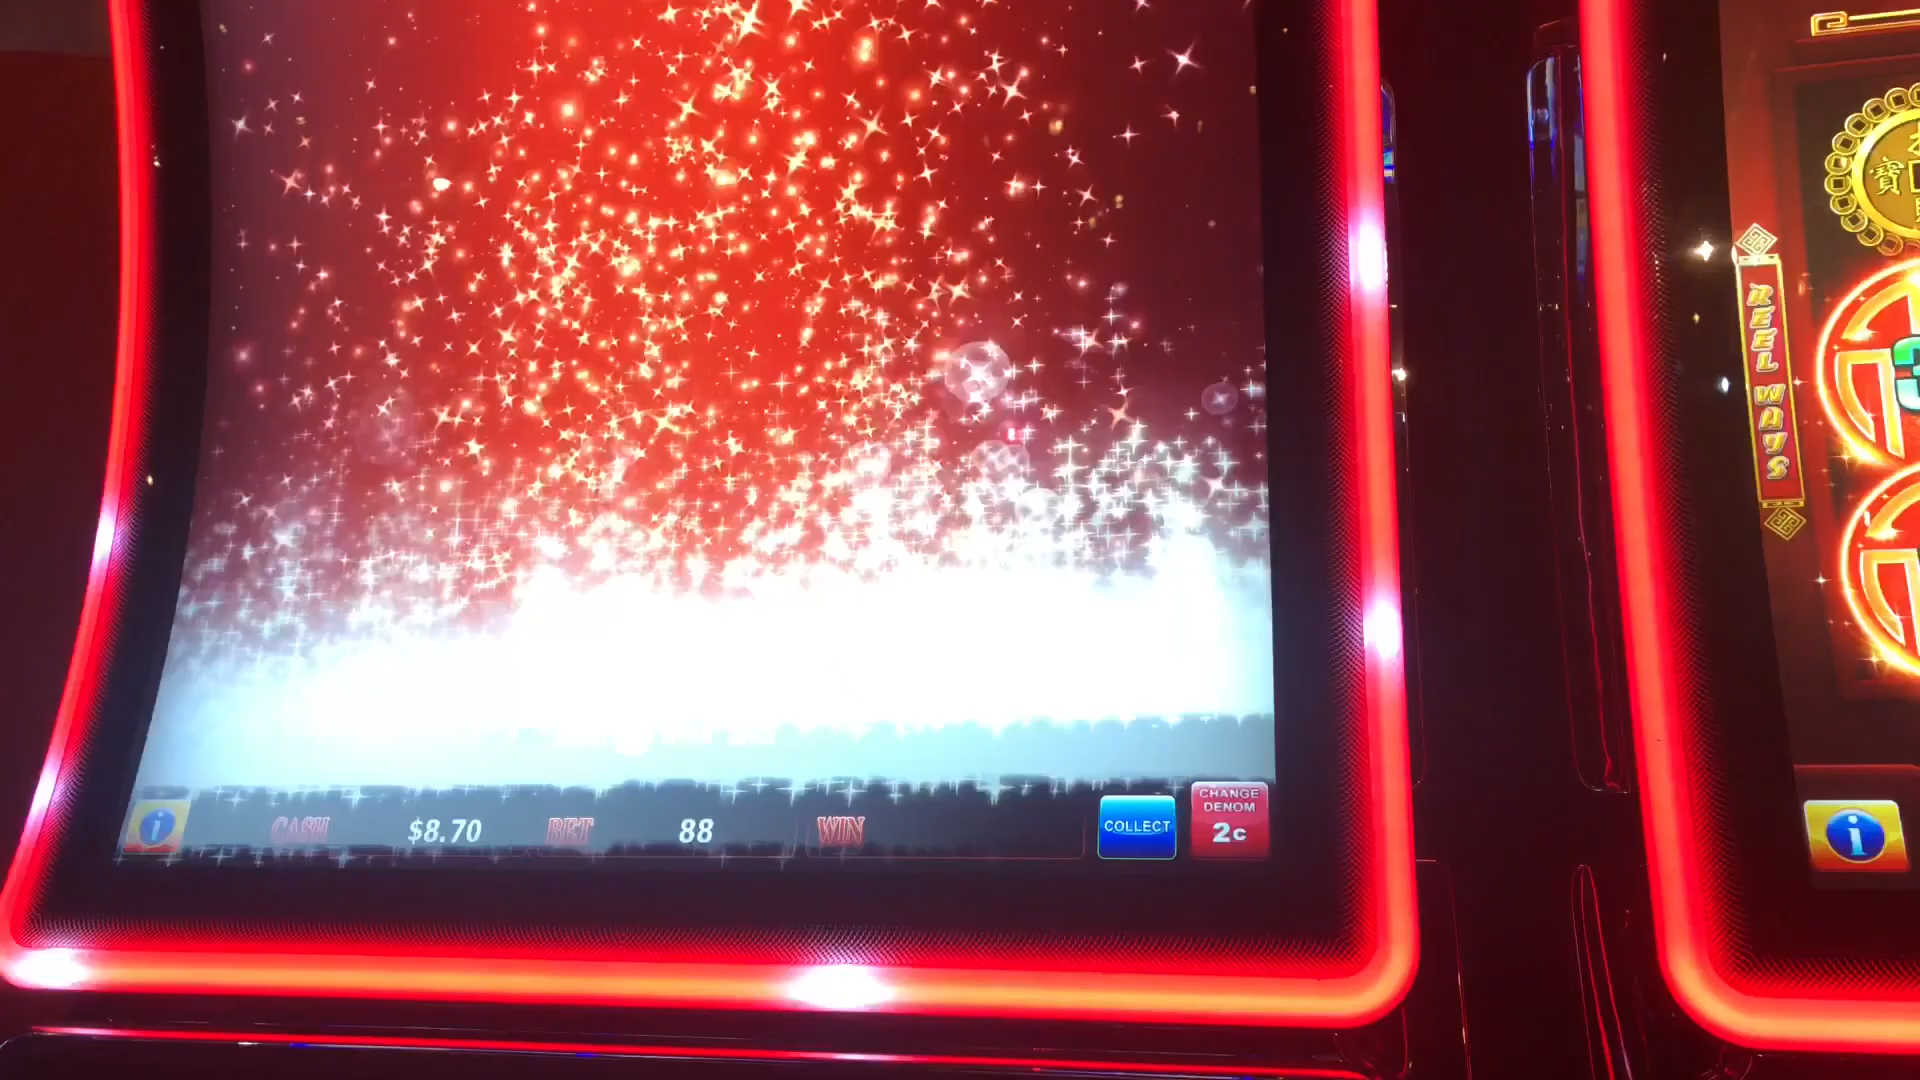 CASH $8.70 BET 88 WIN
COLLECT
CHANGE
DENOM
2c
REEL WAYS
寶